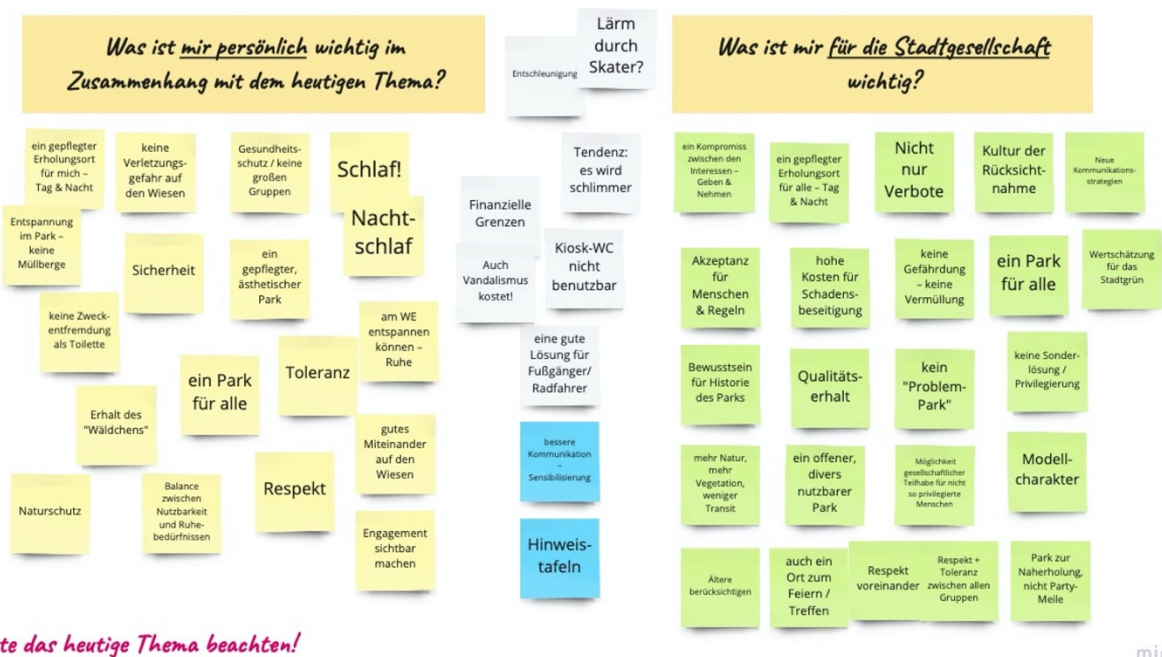 Was ist mir persönlich wichtig im
Zusammenhang mit dem heutigen Thema?
ein gepflegter
Erholungsort
für mich –
Tag & Nacht
keine
Verletzungs-
gefahr auf
den Wiesen
Gesundheits-
schutz / keine
großen
Gruppen
Schlaf!
Entspannung
im Park –
keine
Müllberge
Sicherheit
ein
gepflegter,
ästhetischer
Park
Nacht-
schlaf
keine Zweck-
entfremdung
als Toilette
am WE
entspannen
können –
Ruhe
Erhalt des
"Wäldchens"
ein Park
für alle
Toleranz
gutes
Miteinander
auf den
Wiesen
Naturschutz
Balance
zwischen
Nutzbarkeit
und Ruhe-
bedürfnissen
Respekt
Engagement
sichtbar
machen
Entschleunigung
Lärm
durch
Skater?
Tendenz:
es wird
schlimmer
Finanzielle
Grenzen
Auch
Vandalismus
kostet!
Kiosk-WC
nicht
benutzbar
eine gute
Lösung für
Fußgänger/
Radfahrer
bessere
Kommunikation
–
Sensibilisierung
Hinweis-
tafeln
Was ist mir für die Stadtgesellschaft
wichtig?
ein Kompromiss
zwischen den
Interessen –
Geben &
Nehmen
ein gepflegter
Erholungsort
für alle – Tag
& Nacht
Nicht
nur
Verbote
Kultur der
Rücksicht-
nahme
Neue
Kommunikations-
strategien
Akzeptanz
für
Menschen
& Regeln
hohe
Kosten für
Schadens-
beseitigung
keine
Gefährdung
– keine
Vermüllung
ein Park
für alle
Wertschätzung
für das
Stadtgrün
Bewusstsein
für Historie
des Parks
Qualitäts-
erhalt
kein
"Problem-
Park"
keine Sonder-
lösung /
Privilegierung
mehr Natur,
mehr
Vegetation,
weniger
Transit
ein offener,
divers
nutzbarer
Park
Möglichkeit
gesellschaftlicher
Teilhabe für nicht
so privilegierte
Menschen
Modell-
charakter
Ältere
berücksichtigen
auch ein
Ort zum
Feiern /
Treffen
Respekt
voreinander
Respekt +
Toleranz
zwischen allen
Gruppen
Park zur
Naherholung,
nicht Party-
Meile
te das heutige Thema beachten!